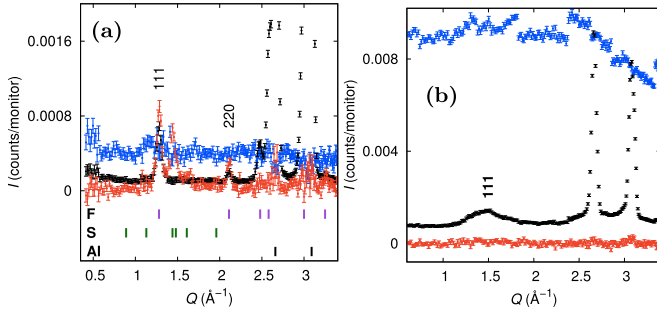 (a)
0.0016
0.0008
0
I (counts/monitor)
111
220
F
S
Al
0.5 1 1.5 2 2.5 3
Q (Å⁻¹)
(b)
0.008
0.004
0
I (counts/monitor)
111
1 1.5 2 2.5 3
Q (Å⁻¹)